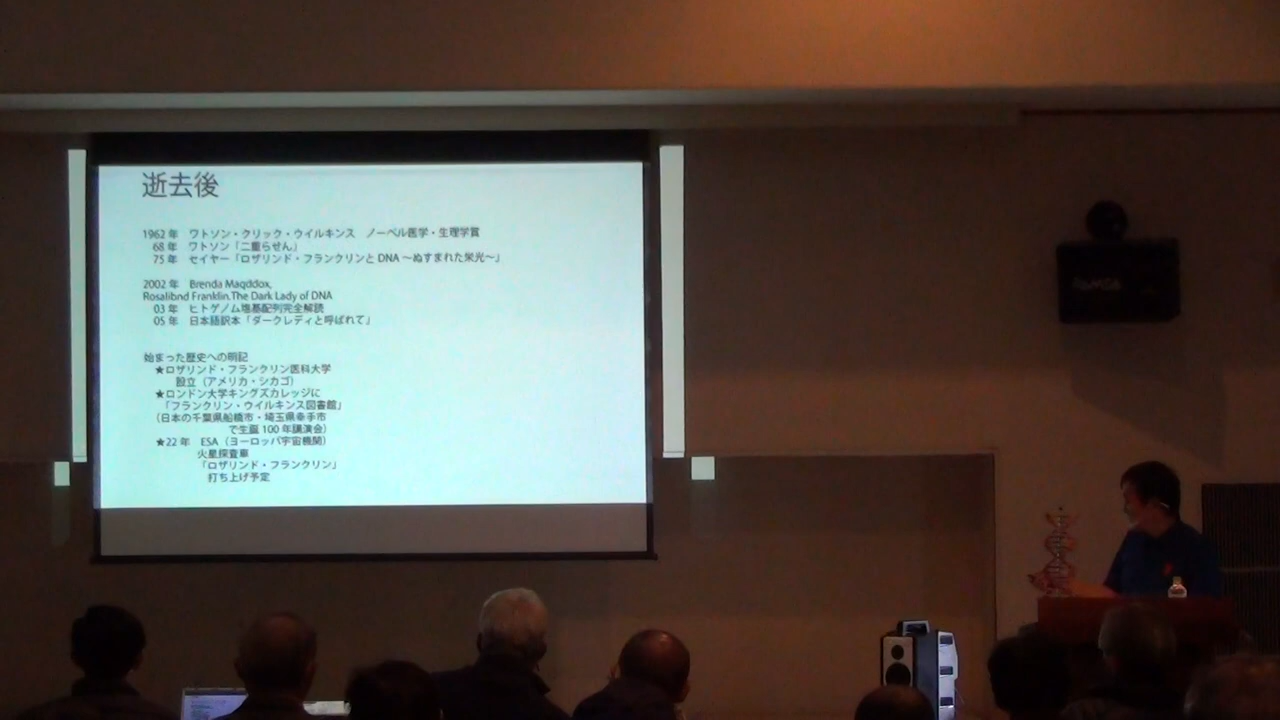 逝去後
1962 年　ワトソン・クリック・ウイルキンス　ノーベル医学・生理学賞
68 年　ワトソン「二重らせん」
75 年　セイヤー「ロザリンド・フランクリンと DNA ～ぬすまれた栄光～」
2002 年　Brenda Maqddox,
Rosalibnd Franklin.The Dark Lady of DNA
03 年　ヒトゲノム塩基配列完全解読
05 年　日本語訳本「ダークレディと呼ばれて」
始まった歴史への明記
★ロザリンド・フランクリン医科大学
設立（アメリカ・シカゴ）
★ロンドン大学キングズカレッジに
「フランクリン・ウイルキンス図書館」
（日本の千葉県船橋市・埼玉県幸手市
で生誕 100 年講演会）
★22 年　ESA（ヨーロッパ宇宙機関）
火星探査車
「ロザリンド・フランクリン」
打ち上げ予定